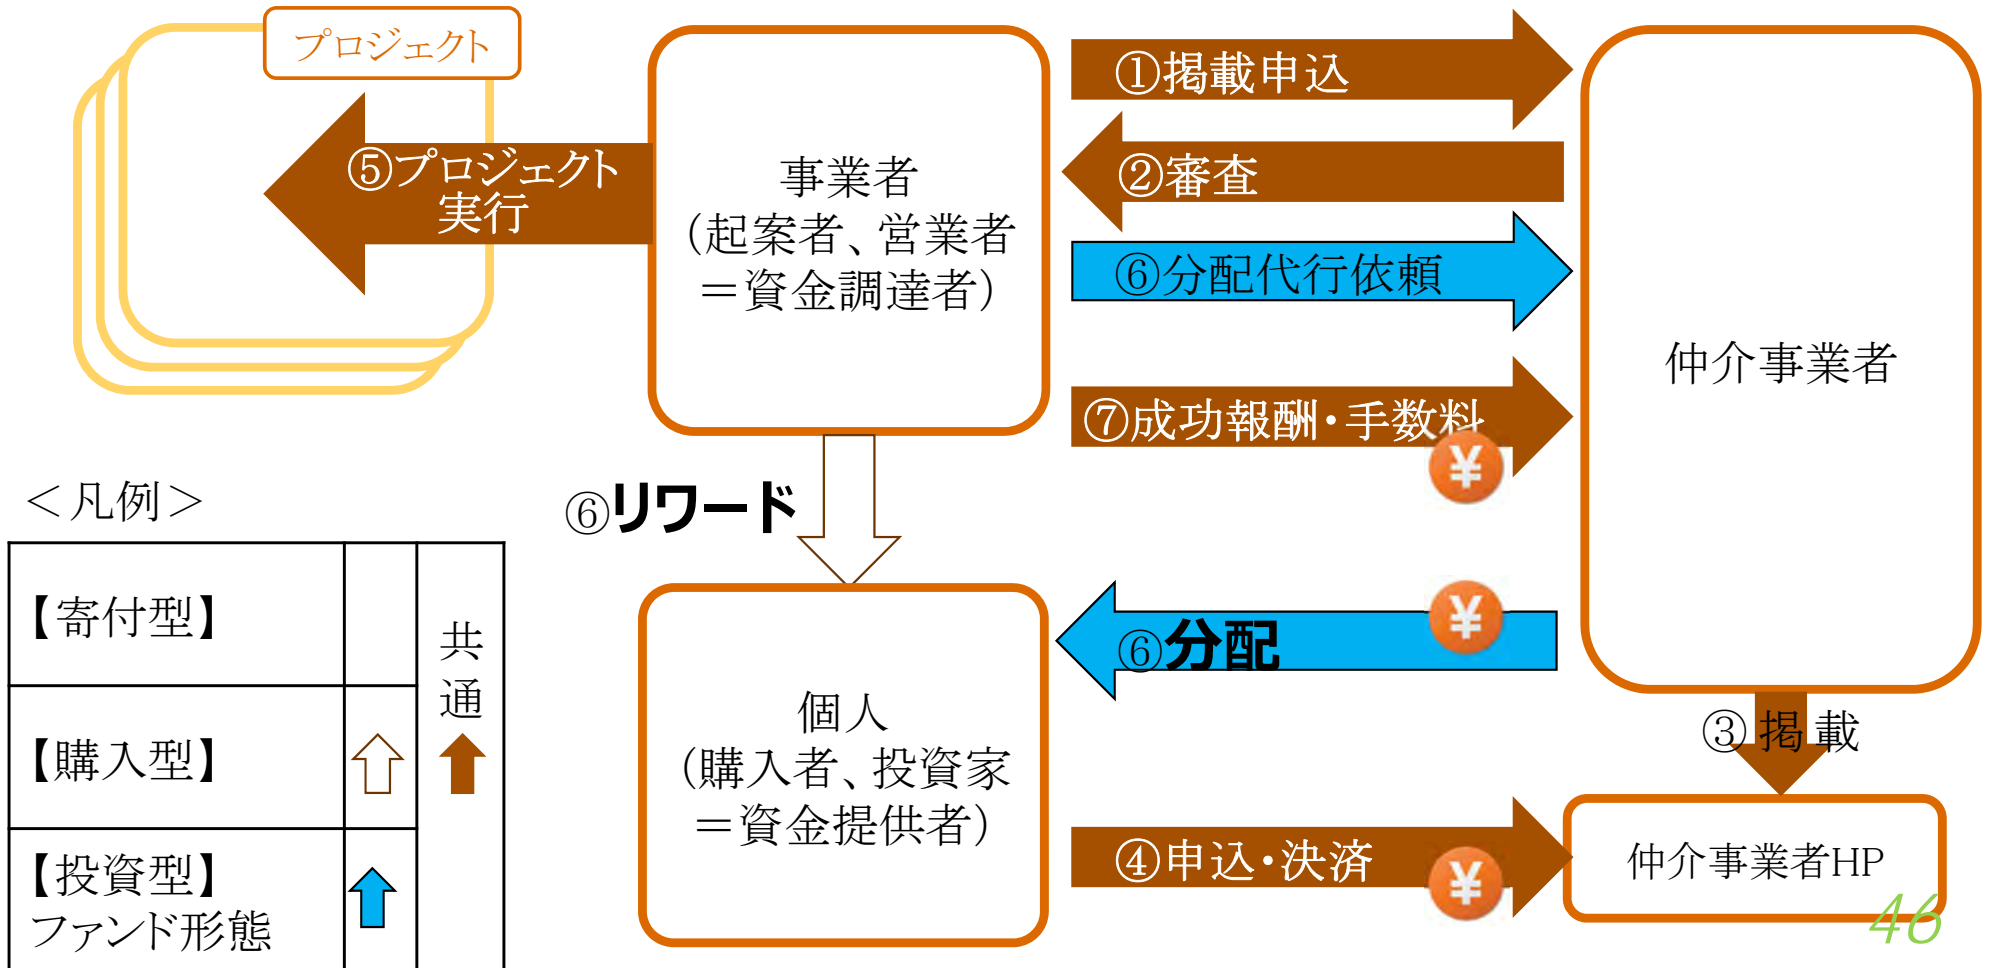 プロジェクト
⑤プロジェクト
実行
事業者
（起案者、営業者
＝資金調達者）
①掲載申込
②審査
⑥分配代行依頼
⑦成功報酬・手数料
¥
仲介事業者
⑥リワード
⑥分配
¥
③掲載
個人
（購入者、投資家
＝資金提供者）
④申込・決済
¥
仲介事業者HP
＜凡例＞
【寄付型】
【購入型】
【投資型】
ファンド形態
共通
46